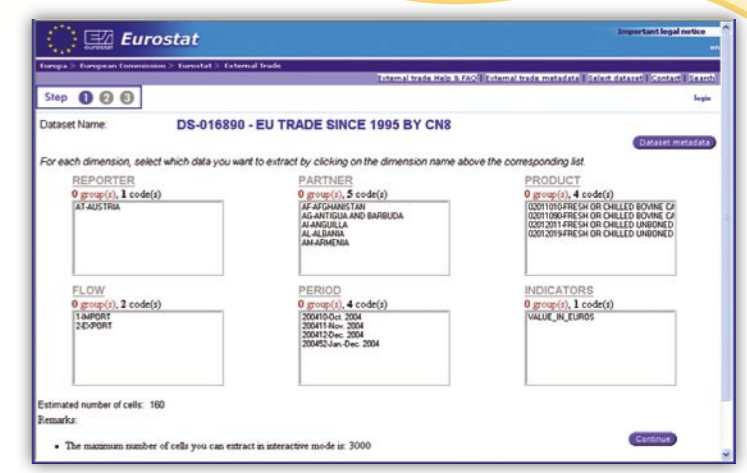 Important legal notice
eurostat Eurostat
en
Europa > European Commission > Eurostat > External Trade
External trade Help & FAQ | External trade metadata | Select dataset | Contact | Search
Step 1 2 3
login
Dataset Name: DS-016890 - EU TRADE SINCE 1995 BY CN8
Dataset metadata
For each dimension, select which data you want to extract by clicking on the dimension name above the corresponding list.
REPORTER
0 group(s), 1 code(s)
AT-AUSTRIA
PARTNER
0 group(s), 5 code(s)
AF-AFGHANISTAN
AG-ANTIGUA AND BARBUDA
AI-ANGUILLA
AL-ALBANIA
AM-ARMENIA
PRODUCT
0 group(s), 4 code(s)
02011010-FRESH OR CHILLED BOVINE CA
02011090-FRESH OR CHILLED BOVINE CA
02012011-FRESH OR CHILLED UNBONED
02012019-FRESH OR CHILLED UNBONED
FLOW
0 group(s), 2 code(s)
1-IMPORT
2-EXPORT
PERIOD
0 group(s), 4 code(s)
200410-Oct. 2004
200411-Nov. 2004
200412-Dec. 2004
200452-Jan.-Dec. 2004
INDICATORS
0 group(s), 1 code(s)
VALUE_IN_EUROS
Estimated number of cells: 160
Remarks:
• The maximum number of cells you can extract in interactive mode is: 3000
Continue